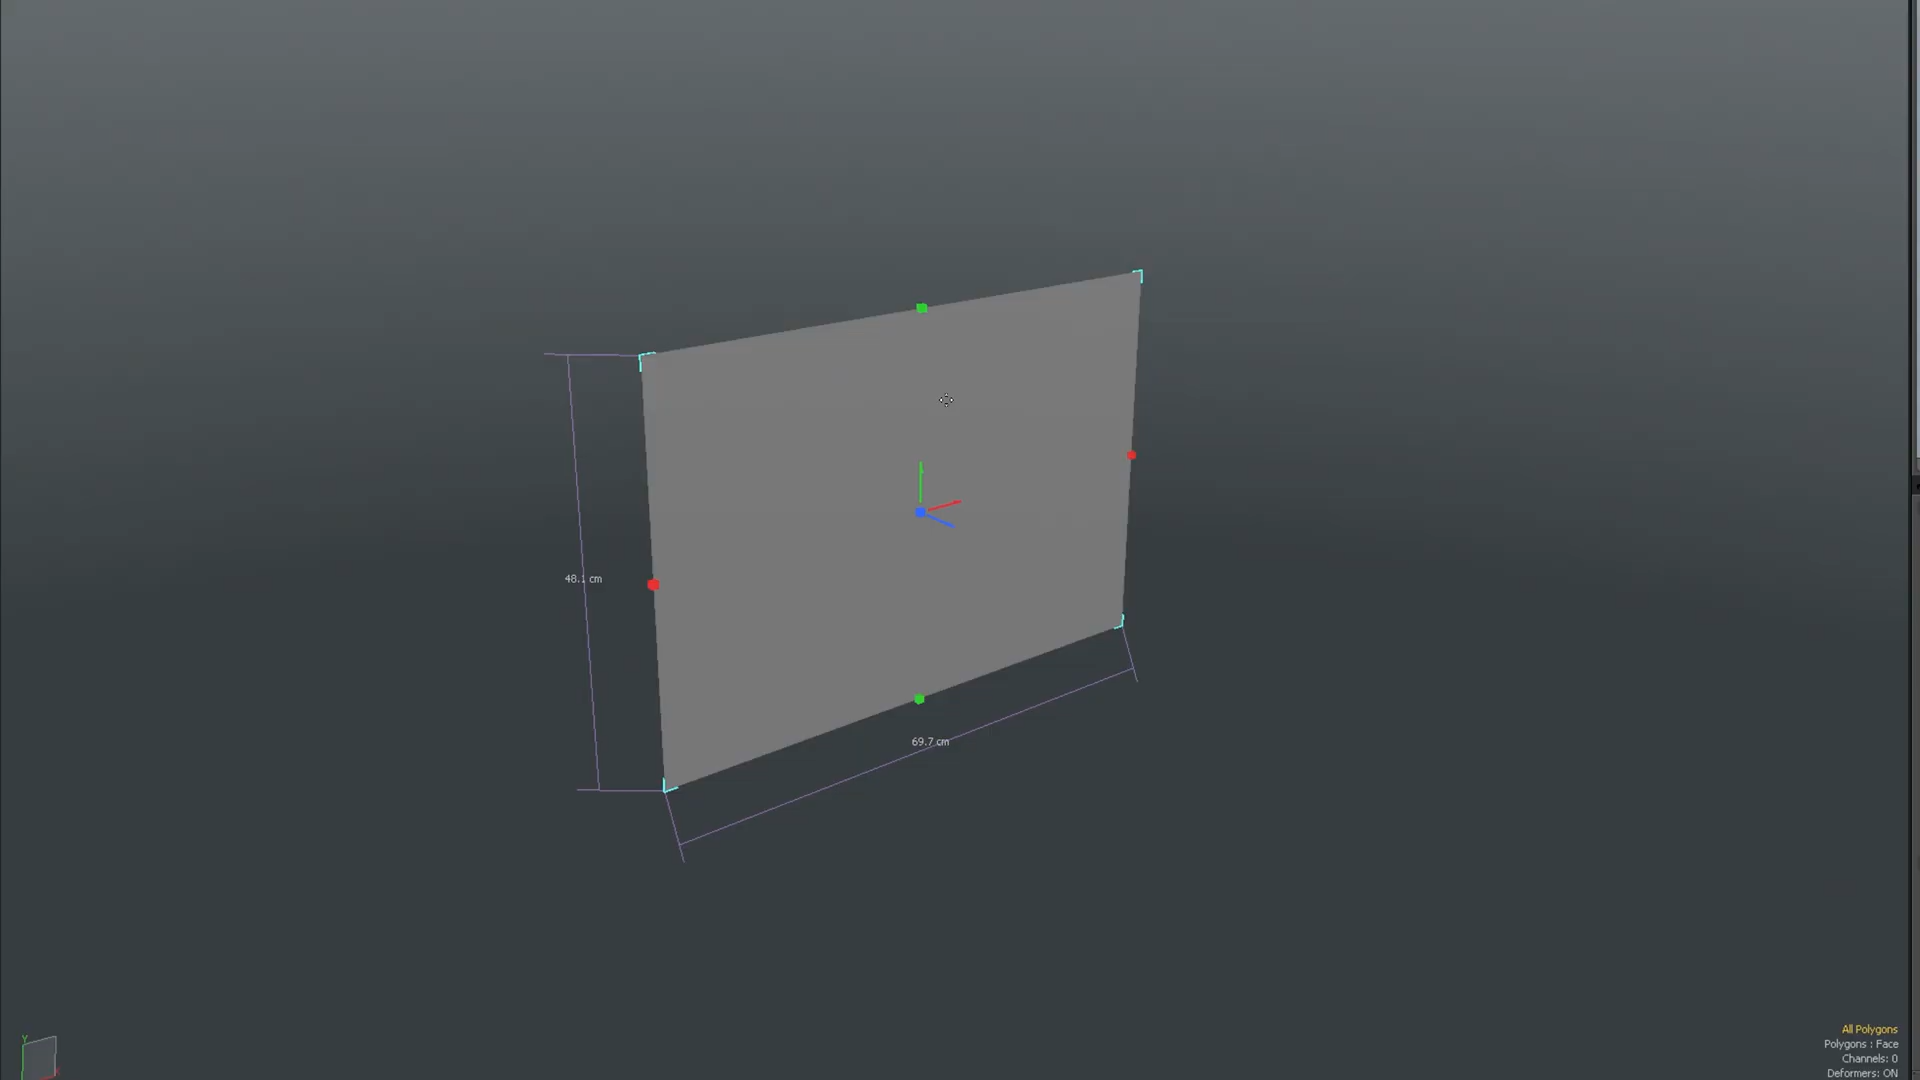 48.1 cm
69.7 cm
Y
X
All Polygons
Polygons : Face
Channels: 0
Deformers: ON